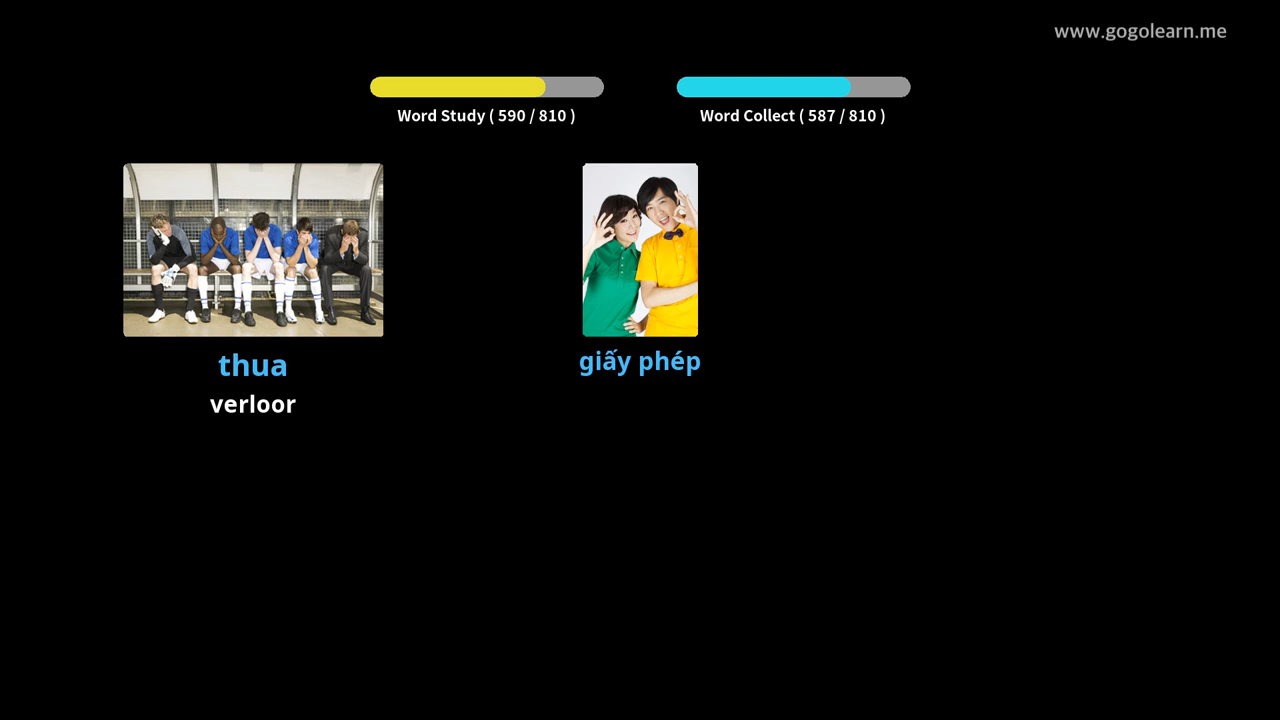 www.gogolearn.me
Word Study ( 590 / 810 )
Word Collect ( 587 / 810 )
thua
verloor
giấy phép